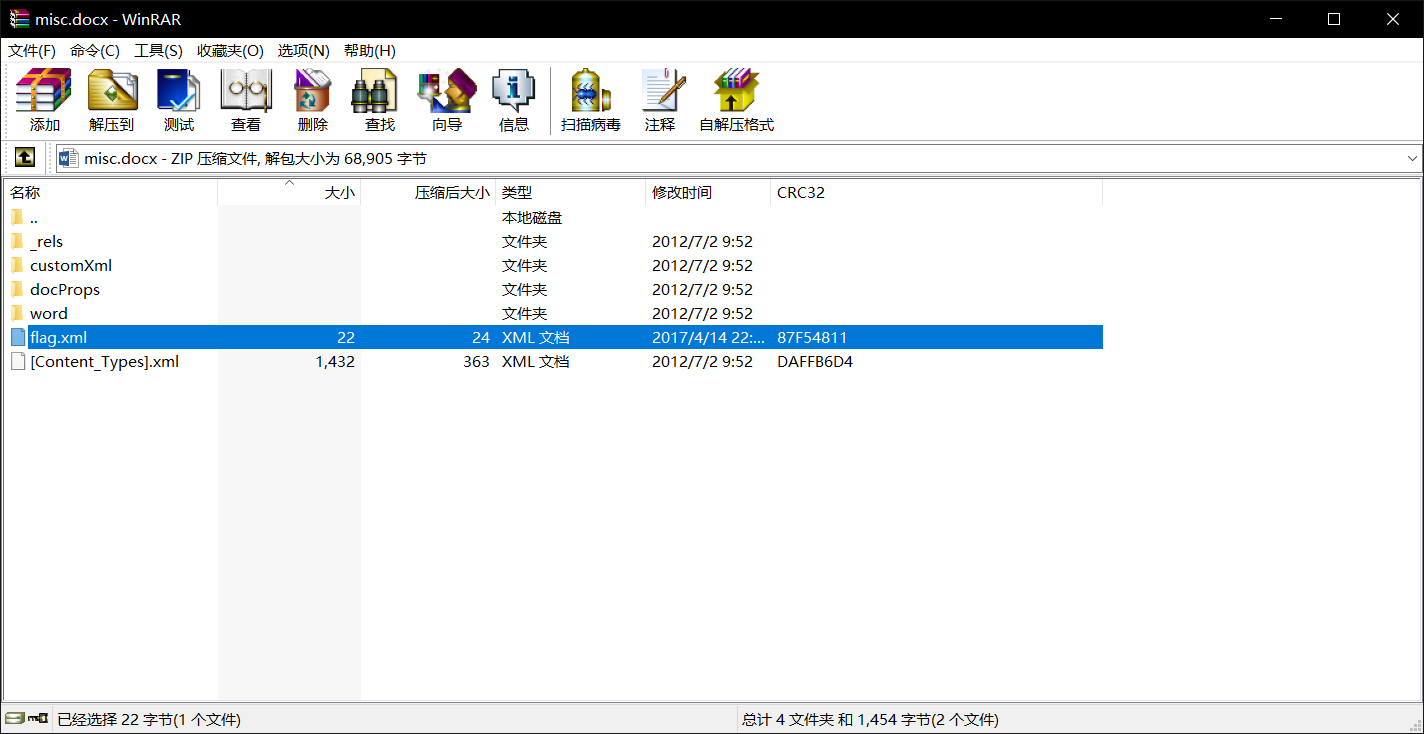 misc.docx - WinRAR
文件(F) 命令(C) 工具(S) 收藏夹(O) 选项(N) 帮助(H)
添加 解压到 测试 查看 删除 查找 向导 信息 扫描病毒 注释 自解压格式
misc.docx - ZIP 压缩文件, 解包大小为 68,905 字节
名称 大小 压缩后大小 类型 修改时间 CRC32
.. 本地磁盘
_rels 文件夹 2012/7/2 9:52
customXml 文件夹 2012/7/2 9:52
docProps 文件夹 2012/7/2 9:52
word 文件夹 2012/7/2 9:52
flag.xml 22 24 XML 文档 2017/4/14 22:... 87F54811
[Content_Types].xml 1,432 363 XML 文档 2012/7/2 9:52 DAFFB6D4
已经选择 22 字节(1 个文件) 总计 4 文件夹 和 1,454 字节(2 个文件)